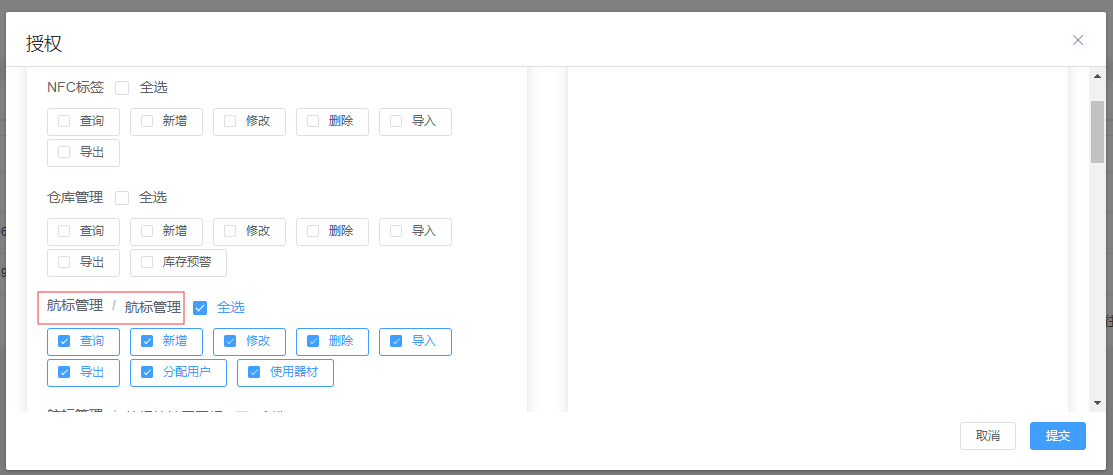 授权
NFC标签 全选
查询 新增 修改 删除 导入
导出
仓库管理 全选
查询 新增 修改 删除 导入
导出 库存预警
航标管理 / 航标管理 全选
查询 新增 修改 删除 导入
导出 分配用户 使用器材
取消 提交